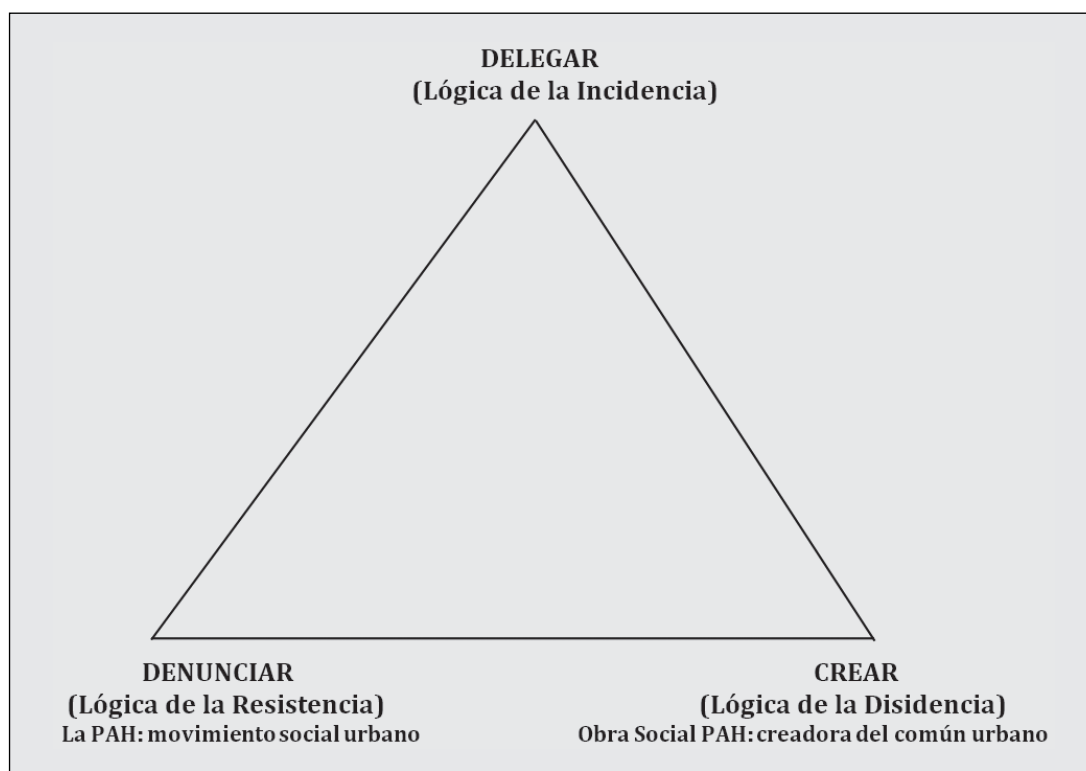 DELEGAR
(Lógica de la Incidencia)
DENUNCIAR
(Lógica de la Resistencia)
La PAH: movimiento social urbano
CREAR
(Lógica de la Disidencia)
Obra Social PAH: creadora del común urbano